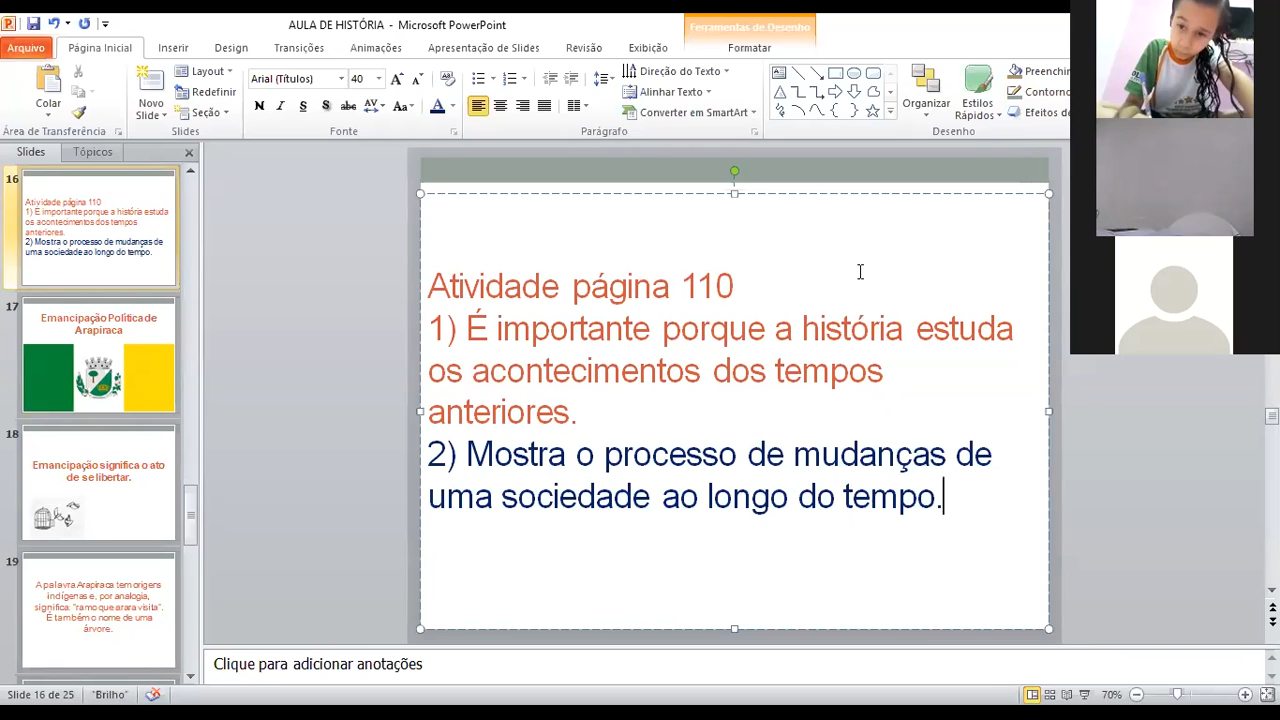 AULA DE HISTÓRIA - Microsoft PowerPoint
Ferramentas de Desenho
Arquivo
Página Inicial
Inserir
Design
Transições
Animações
Apresentação de Slides
Revisão
Exibição
Formatar
Colar
Área de Transferência
Novo
Slide
Layout
Redefinir
Seção
Slides
Arial (Títulos)
40
N I S S abc AV Aa A
Fonte
Direção do Texto
Alinhar Texto
Converter em SmartArt
Parágrafo
Organizar
Estilos
Rápidos
Preenchi
Contorno
Efeitos
Desenho
Slides
Tópicos
16
Atividade página 110
1) É importante porque a história estuda
os acontecimentos dos tempos
anteriores.
2) Mostra o processo de mudanças de
uma sociedade ao longo do tempo.
17
Emancipação Política de
Arapiraca
18
Emancipação significa o ato
de se libertar.
19
A palavra Arapiraca tem origens
indígenas e, por analogia,
significa: “ramo que arara visita”.
É também o nome de uma
árvore.
Atividade página 110
1) É importante porque a história estuda
os acontecimentos dos tempos
anteriores.
2) Mostra o processo de mudanças de
uma sociedade ao longo do tempo.
Clique para adicionar anotações
Slide 16 de 25
"Brilho"
70%